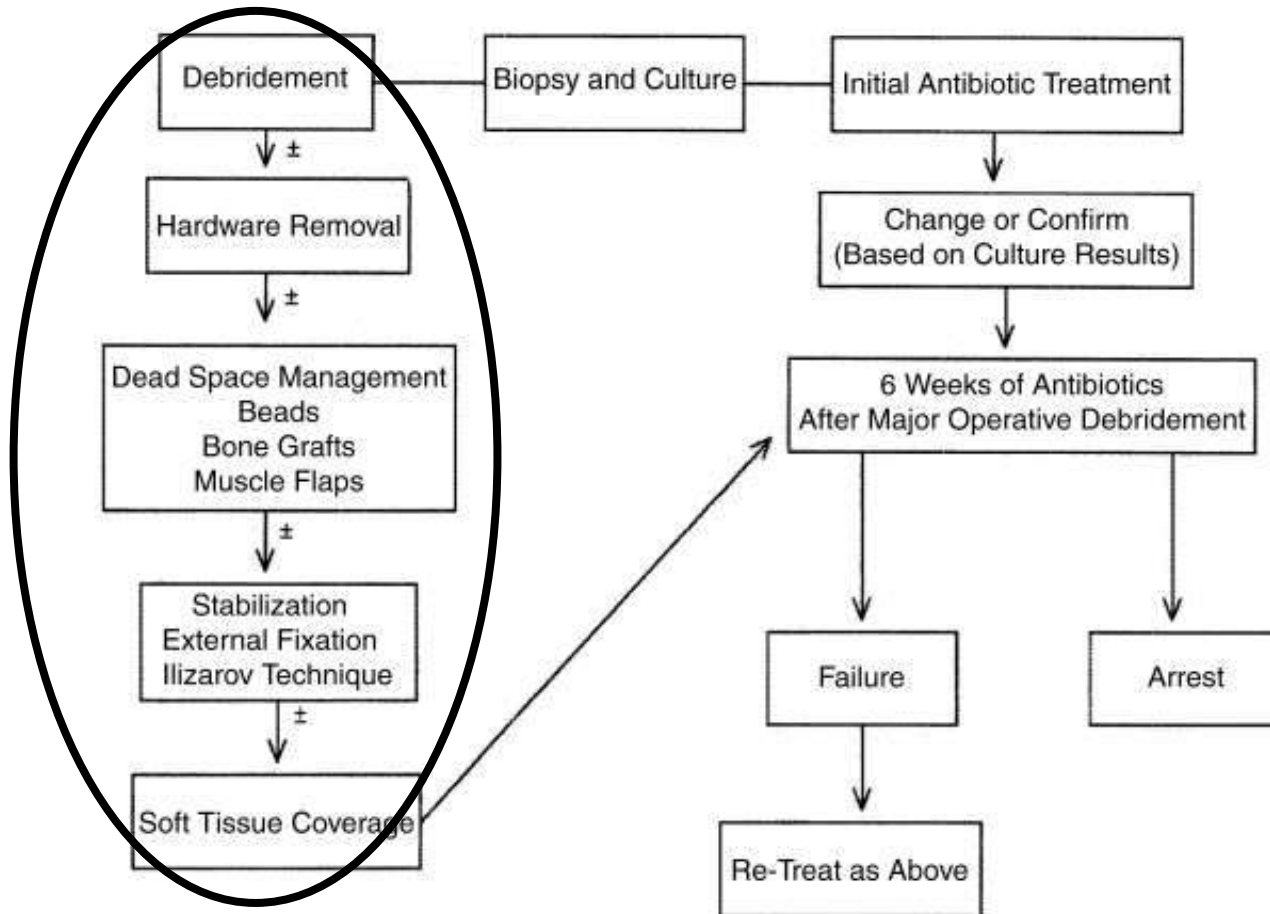 Debridement
Biopsy and Culture
Initial Antibiotic Treatment
±
Hardware Removal
±
Dead Space Management
Beads
Bone Grafts
Muscle Flaps
±
Stabilization
External Fixation
Ilizarov Technique
±
Soft Tissue Coverage
Change or Confirm
(Based on Culture Results)
6 Weeks of Antibiotics
After Major Operative Debridement
Failure
Arrest
Re-Treat as Above